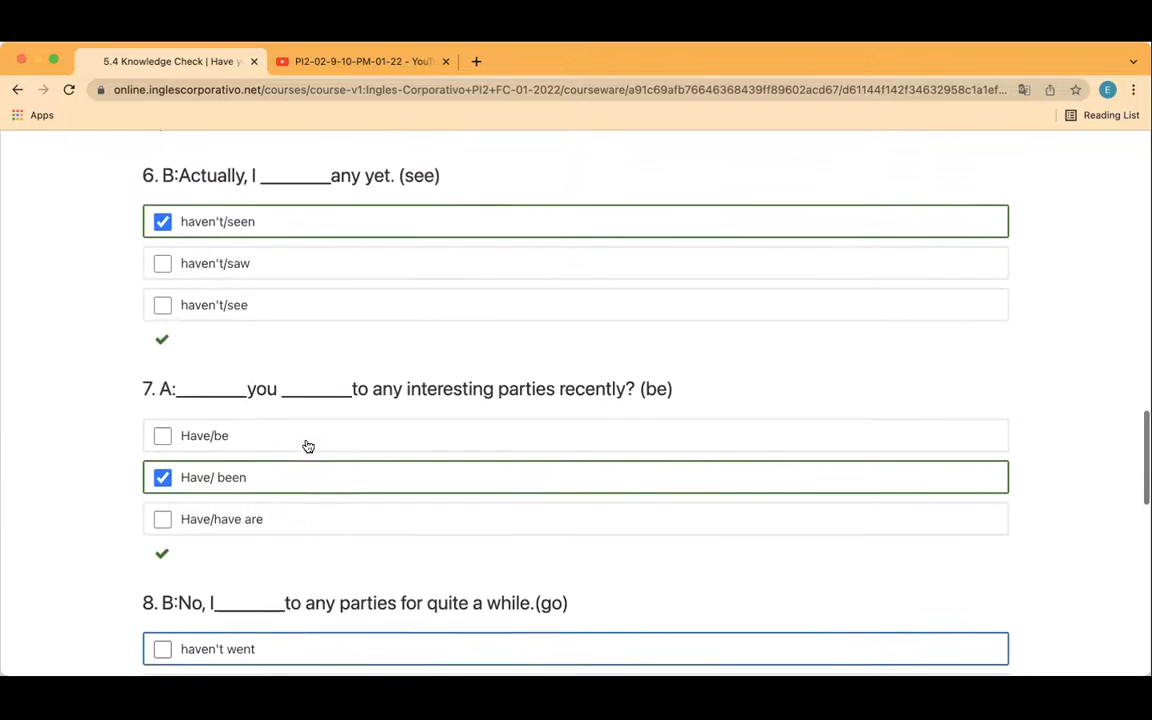 5.4 Knowledge Check | Have y
PI2-02-9-10-PM-01-22 - YouT
online.inglescorporativo.net/courses/course-v1:Ingles-Corporativo+PI2+FC-01-2022/courseware/a91c69afb76646368439ff89602acd67/d61144f142f34632958c1a1ef...
E
Apps
Reading List
6. B:Actually, I ________any yet. (see)
haven't/seen
haven't/saw
haven't/see
7. A:________you ________to any interesting parties recently? (be)
Have/be
Have/ been
Have/have are
8. B:No, I________to any parties for quite a while.(go)
haven't went